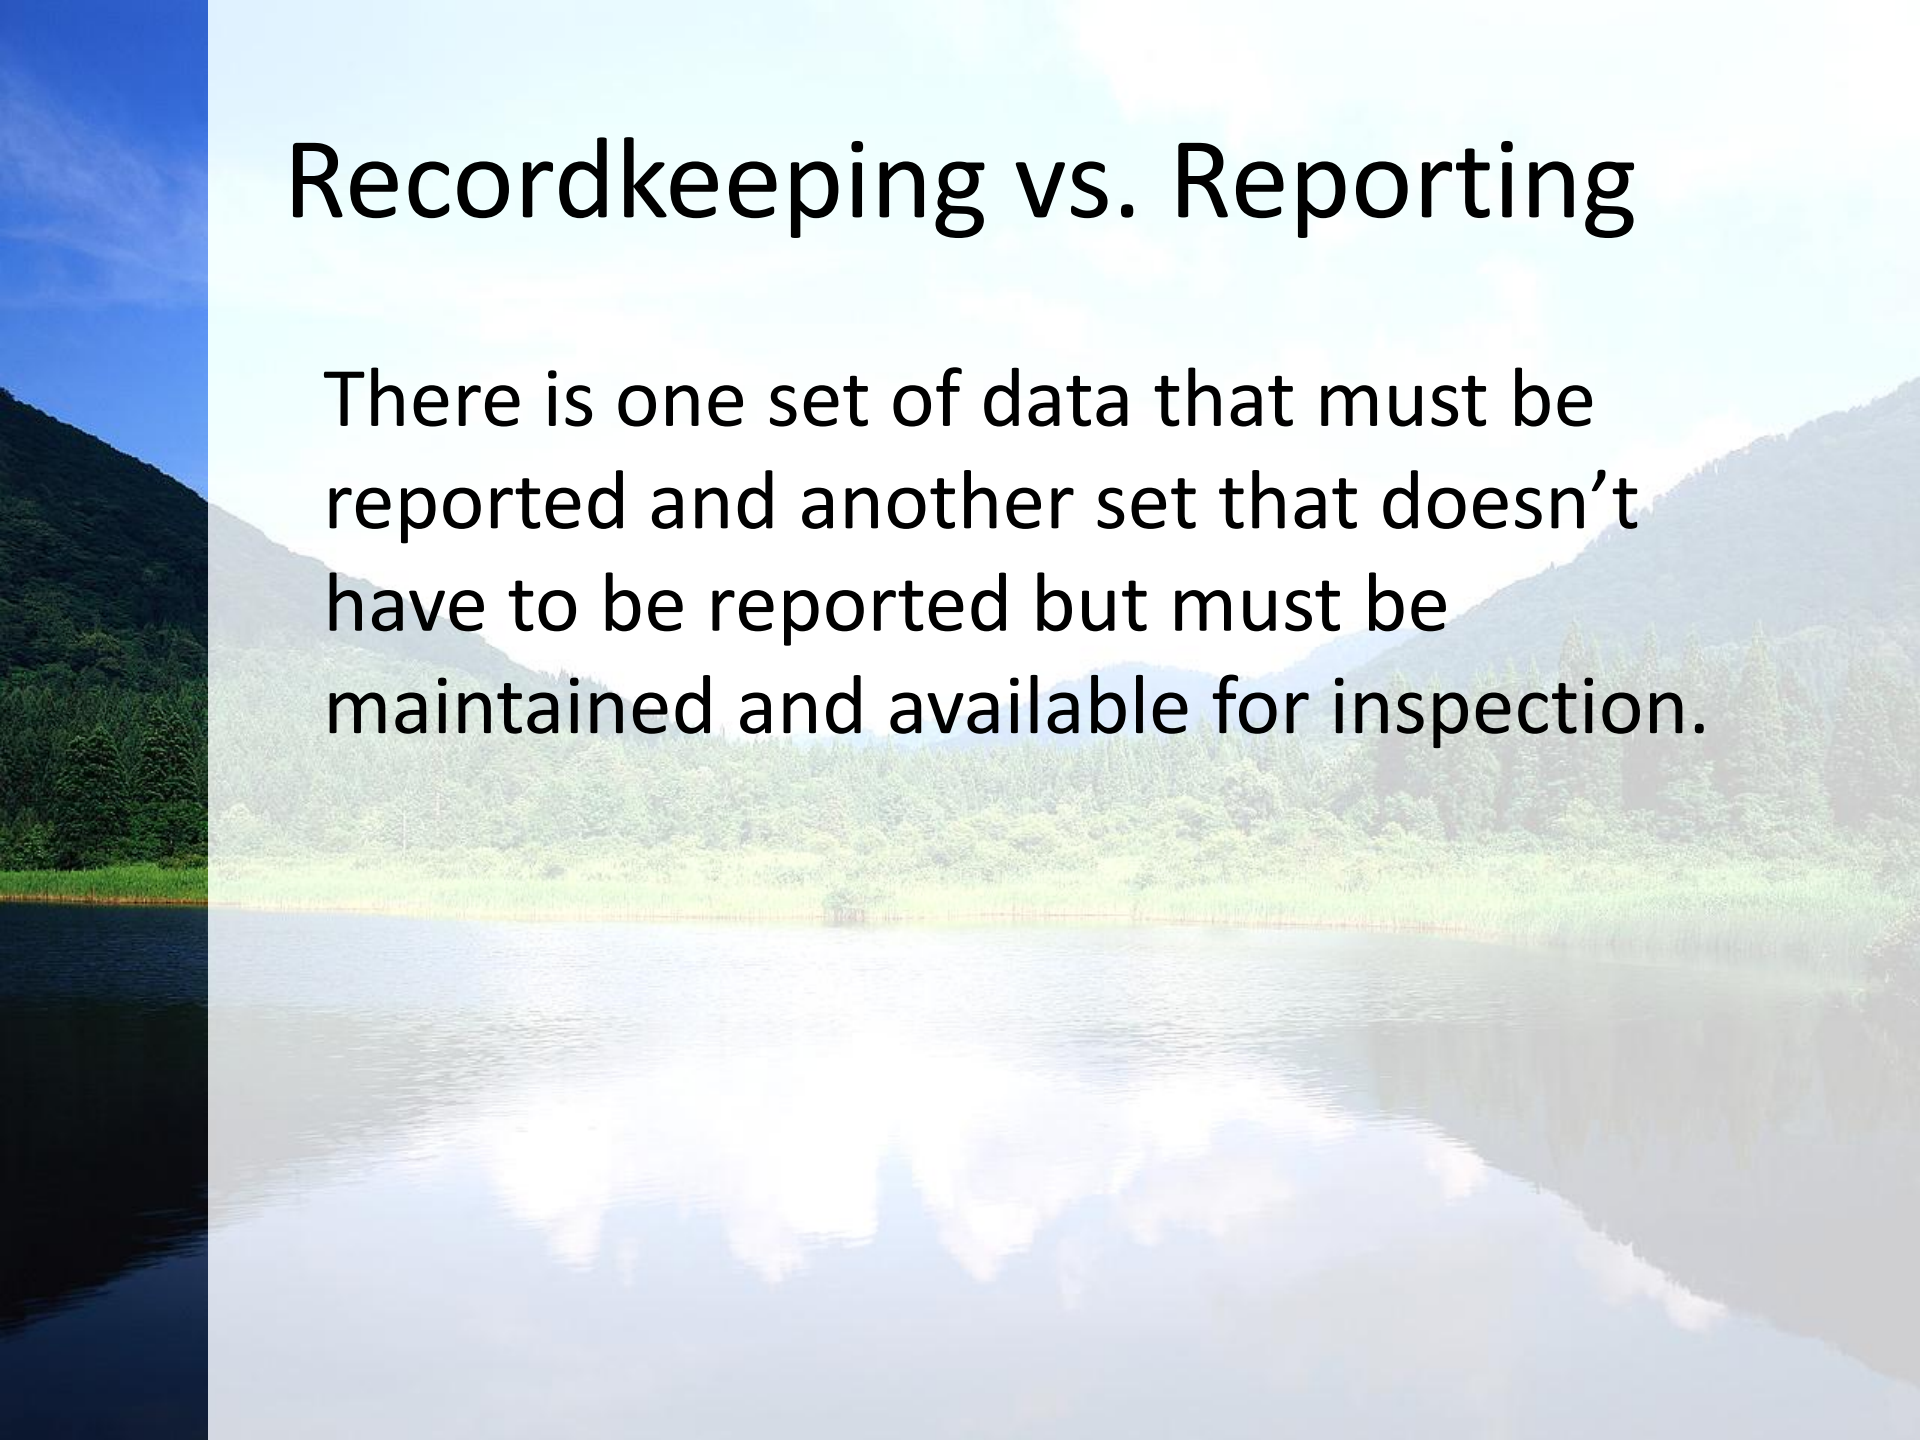 Recordkeeping vs. Reporting
There is one set of data that must be
reported and another set that doesn’t
have to be reported but must be
maintained and available for inspection.